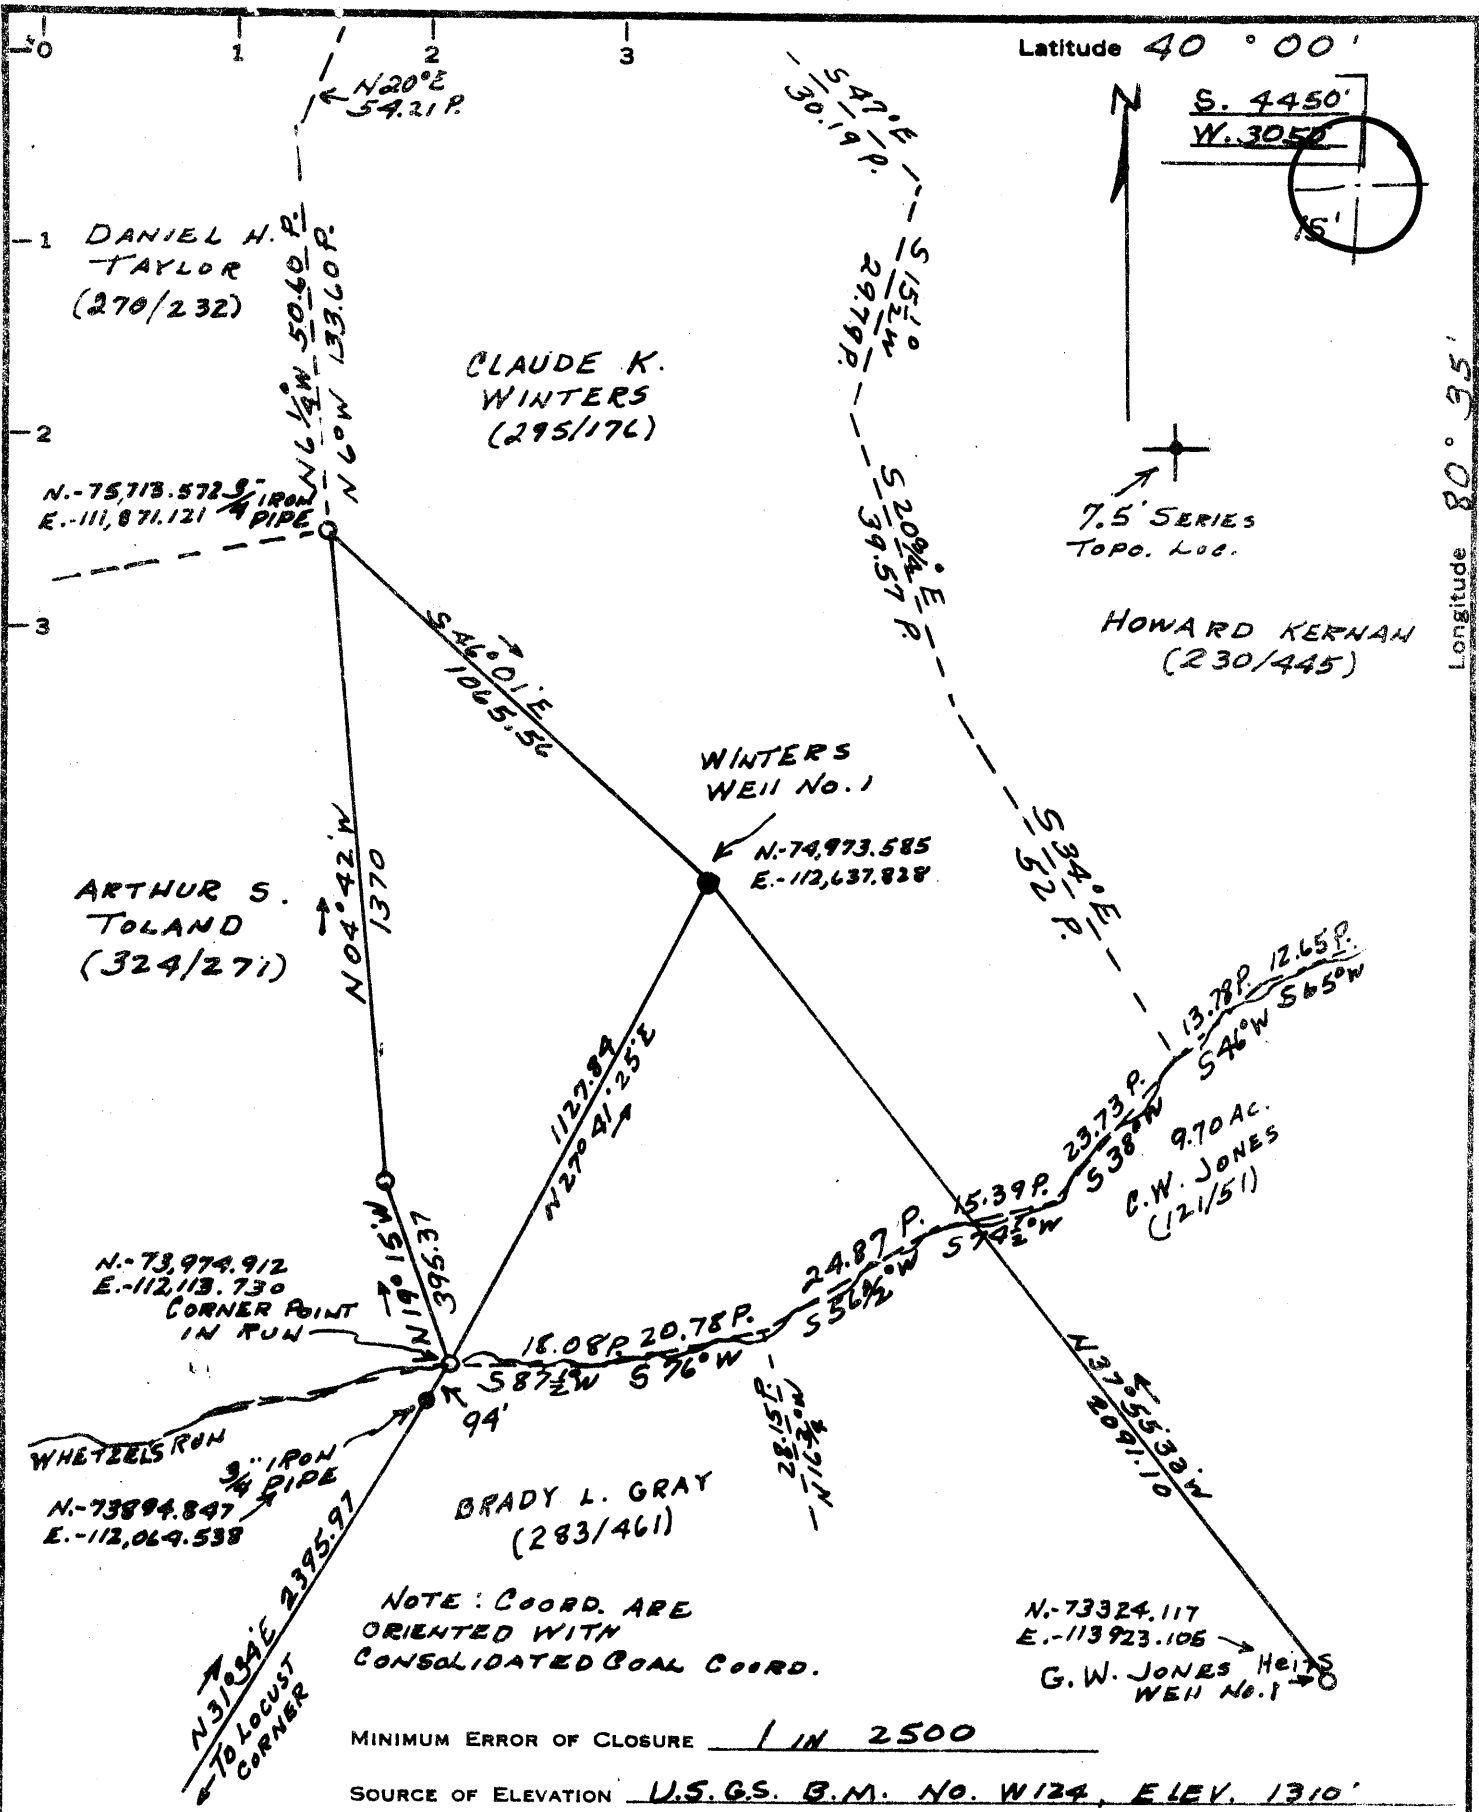 0
1
2
3
Latitude 40 ° 00'
N20°E
54.21 P.
S 47°E
30.19 P.
N
S. 4450'
W. 3050'
15'
1
DANIEL H.
TAYLOR
(270/232)
N6 1/4°W 50.60 P.
N 6°W 133.60 P.
S 15 1/2°W
29.79 P.
CLAUDE K.
WINTERS
(295/176)
Longitude 80° 35'
2
N.-75,713.572
E.-111,871.121
3/4" IRON
PIPE
S 20 3/4° E
39.57 P.
7.5' SERIES
TOPO. LOC.
3
HOWARD KERNAN
(230/445)
S 46° 01' E
1065.56
WINTERS
WEll No. 1
N.-74,973.585
E.-112,637.828
S 34° E
52 P.
N 04° 42' W
1370
ARTHUR S.
TOLAND
(324/271)
12.65 P.
S 65° W
13.78 P.
S 46° W
23.73 P.
S 38° W
9.70 AC.
C.W. JONES
(121/51)
1127.84
N 27° 41' 25" E
15.39 P.
S 74 1/2° W
24.87 P.
S 56 1/2° W
N 19° 15' W
395.37
N.-73,974.912
E.-112,113.730
CORNER POINT
IN RUN
18.08 P. 20.78 P.
S 87 1/2° W S 76° W
94'
28.15 P.
N 16 3/4° W
N 37° 55' 33" W
2091.10
WHETZELS RUN
3/4" IRON
PIPE
N.-73894.847
E.-112,064.538
BRADY L. GRAY
(283/461)
N 31° 34' E 2395.97
TO LOCUST
CORNER
NOTE: COORD. ARE
ORIENTED WITH
CONSOLIDATED COAL COORD.
N.-73324.117
E.-113923.106
G. W. JONES Heirs
WEll No. 1
MINIMUM ERROR OF CLOSURE 1 IN 2500
SOURCE OF ELEVATION U.S.G.S. B.M. No. W124, ELEV. 1310'